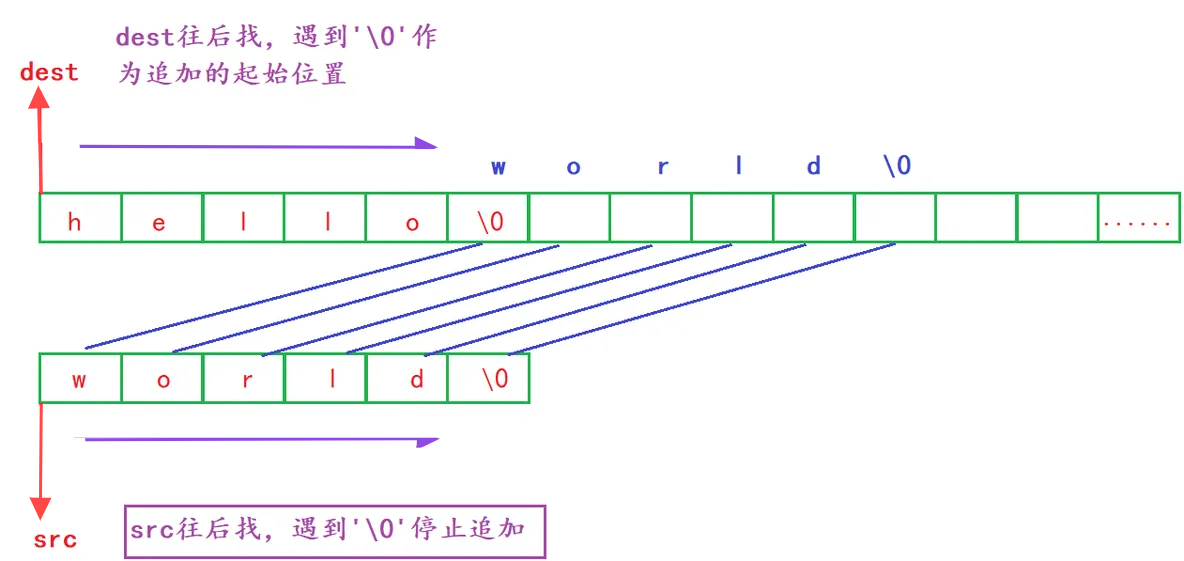 dest往后找，遇到'\0'作
为追加的起始位置
dest
w o r l d \0
h e l l o \0 ......
w o r l d \0
src往后找，遇到'\0'停止追加
src